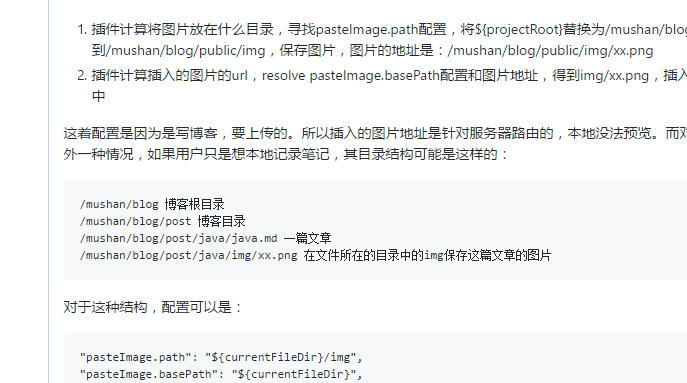 1. 插件计算将图片放在什么目录，寻找pasteImage.path配置，将${projectRoot}替换为/mushan/blog
到/mushan/blog/public/img，保存图片，图片的地址是：/mushan/blog/public/img/xx.png
2. 插件计算插入的图片的url，resolve pasteImage.basePath配置和图片地址，得到img/xx.png，插入
中
这着配置是因为是写博客，要上传的。所以插入的图片地址是针对服务器路由的，本地没法预览。而对
外一种情况，如果用户只是想本地记录笔记，其目录结构可能是这样的：
/mushan/blog 博客根目录
/mushan/blog/post 博客目录
/mushan/blog/post/java/java.md 一篇文章
/mushan/blog/post/java/img/xx.png 在文件所在的目录中的img保存这篇文章的图片
对于这种结构，配置可以是：
"pasteImage.path": "${currentFileDir}/img",
"pasteImage.basePath": "${currentFileDir}",